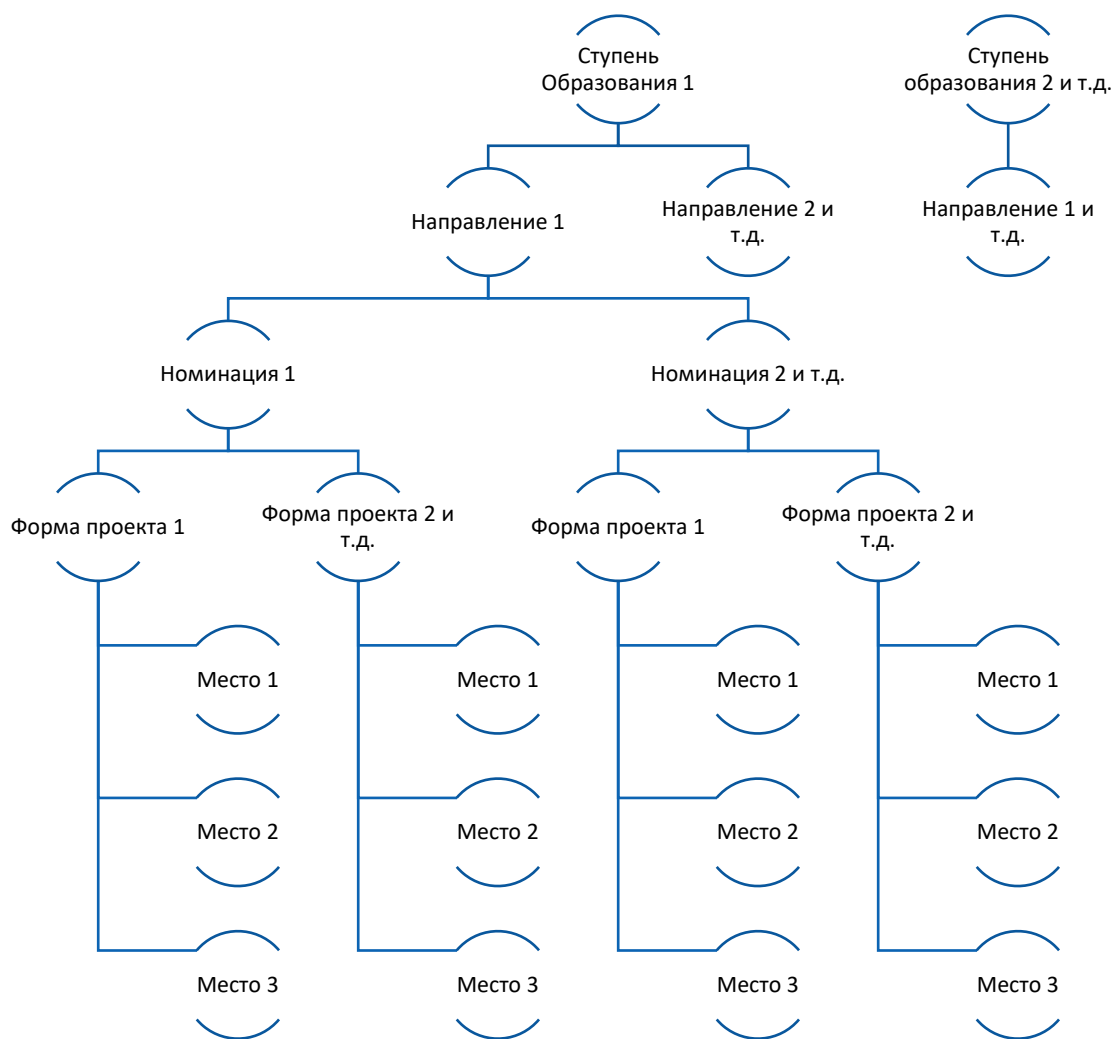 Ступень
Образования 1
Ступень
образования 2 и т.д.
Направление 1
Направление 2 и
т.д.
Направление 1 и
т.д.
Номинация 1
Номинация 2 и т.д.
Форма проекта 1
Форма проекта 2 и
т.д.
Форма проекта 1
Форма проекта 2 и
т.д.
Место 1
Место 1
Место 1
Место 1
Место 2
Место 2
Место 2
Место 2
Место 3
Место 3
Место 3
Место 3